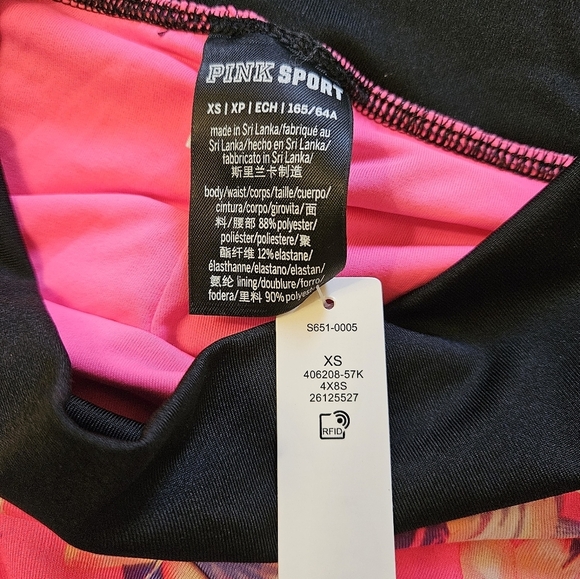 PINK SPORT
XS | XP | ECH | 165/64A
made in Sri Lanka/fabriqué au
Sri Lanka/hecho en Sri Lanka/
fabbricato in Sri Lanka/
斯里兰卡制造
body/waist/corps/taille/cuerpo/
cintura/corpo/girovita/面
料/腰部 88% polyester/
poliéster/poliestere/聚
酯纤维 12% elastane/
élasthanne/elastano/elastan/
氨纶 lining/doublure/forro/
fodera/里料 90% polyes
S651-0005
XS
406208-57K
4X8S
26125527
RFID